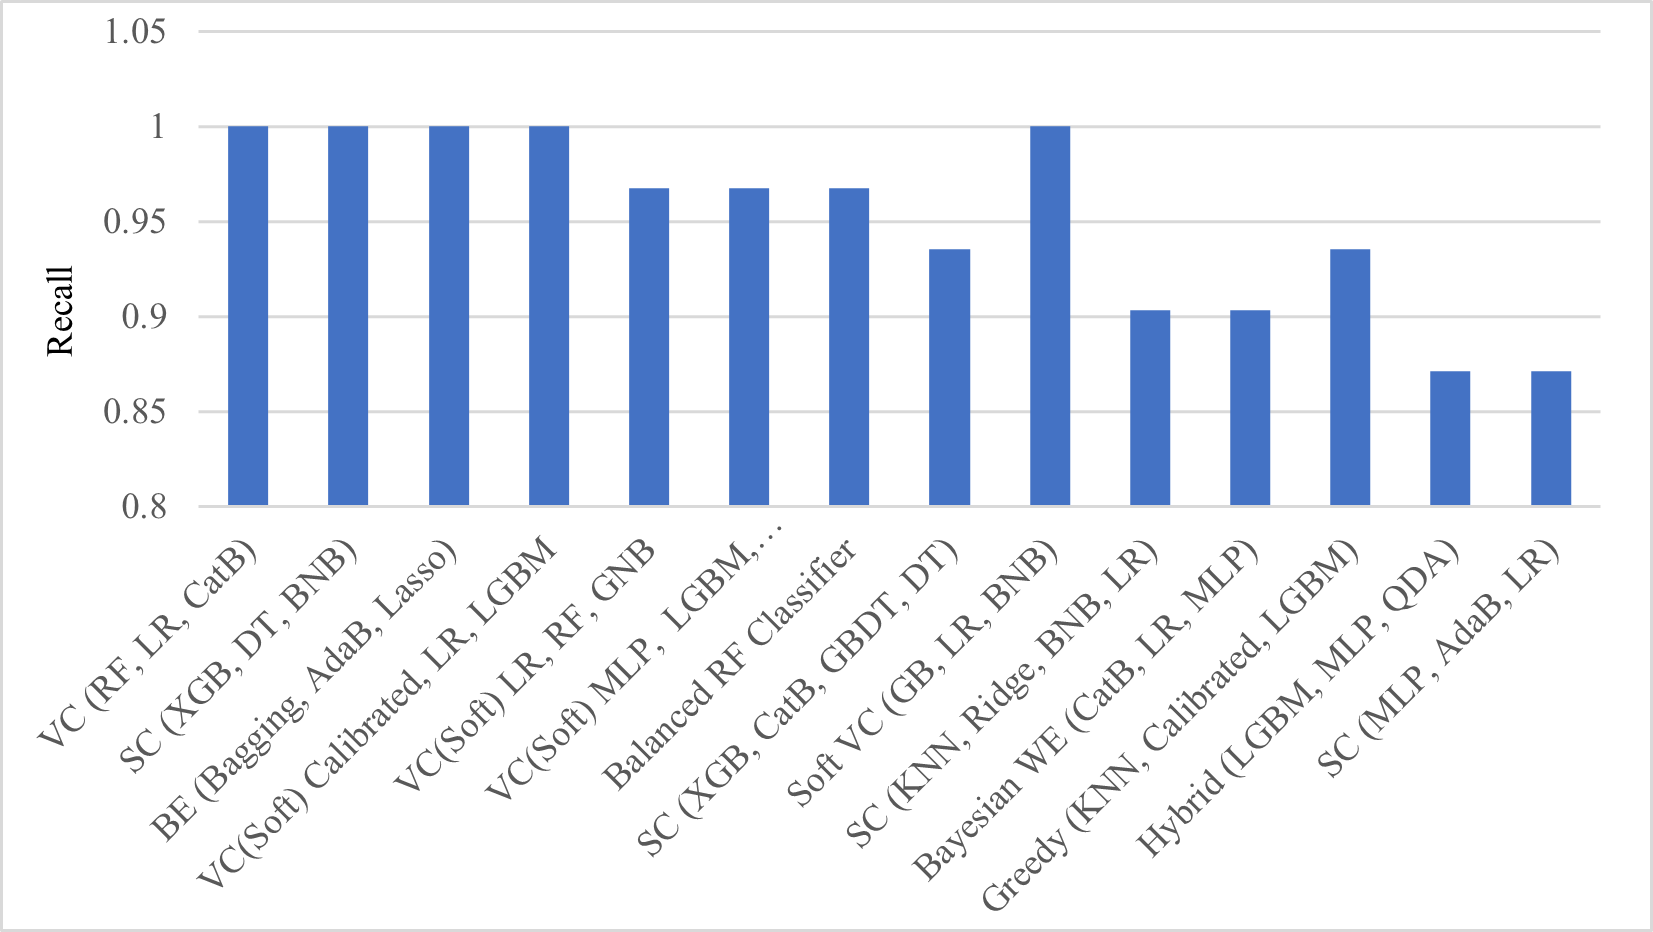 1.05
1
0.95
0.9
0.85
0.8
Recall
VC (RF, LR, CatB)
SC (XGB, DT, BNB)
BE (Bagging, AdaB, Lasso)
VC(Soft) Calibrated, LR, LGBM
VC(Soft) LR, RF, GNB
VC(Soft) MLP,  LGBM,…
Balanced RF Classifier
SC (XGB, CatB, GBDT, DT)
Soft VC (GB, LR, BNB)
SC (KNN, Ridge, BNB, LR)
Bayesian WE (CatB, LR, MLP)
Greedy (KNN, Calibrated, LGBM)
Hybrid (LGBM, MLP, QDA)
SC (MLP, AdaB, LR)